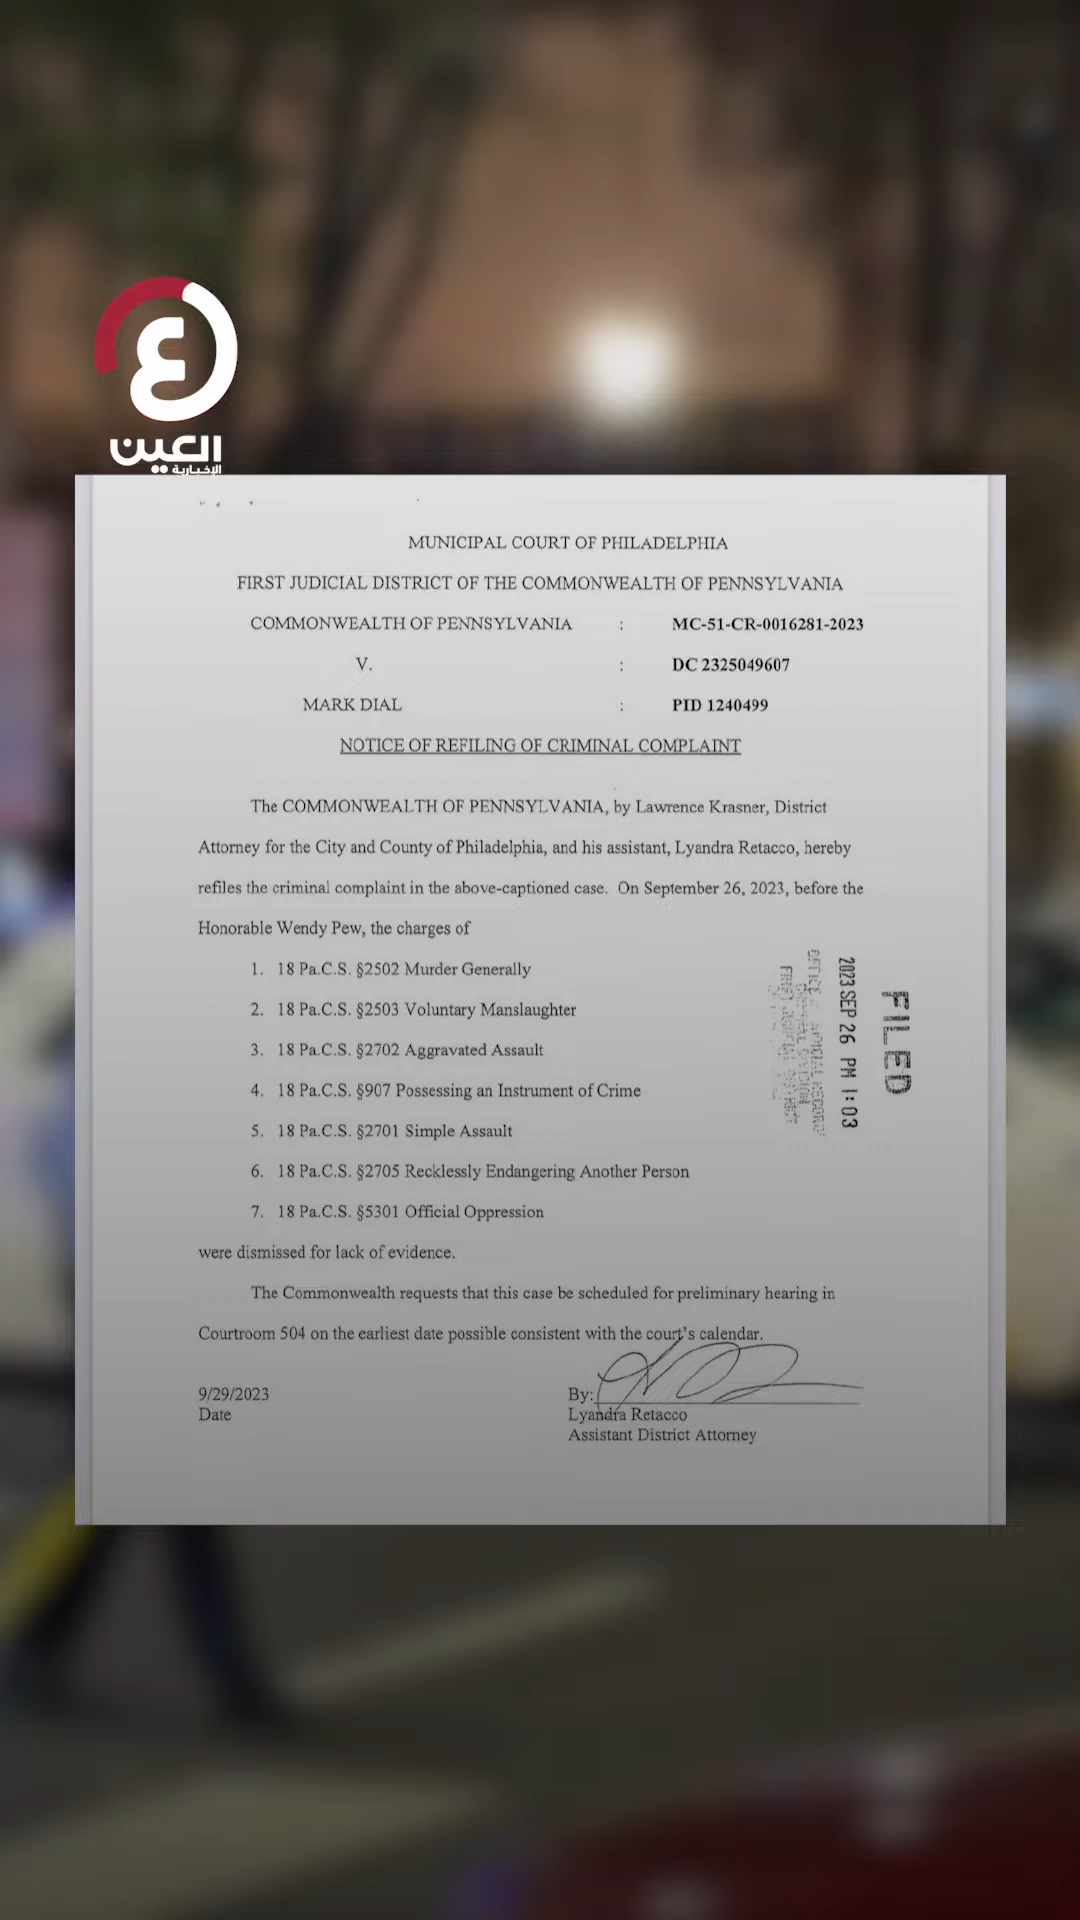 ع
العين
الإخبارية
MUNICIPAL COURT OF PHILADELPHIA
FIRST JUDICIAL DISTRICT OF THE COMMONWEALTH OF PENNSYLVANIA
COMMONWEALTH OF PENNSYLVANIA : MC-51-CR-0016281-2023
V. : DC 2325049607
MARK DIAL : PID 1240499
NOTICE OF REFILING OF CRIMINAL COMPLAINT
The COMMONWEALTH OF PENNSYLVANIA, by Lawrence Krasner, District
Attorney for the City and County of Philadelphia, and his assistant, Lyandra Retacco, hereby
refiles the criminal complaint in the above-captioned case. On September 26, 2023, before the
Honorable Wendy Pew, the charges of
1. 18 Pa.C.S. §2502 Murder Generally
2. 18 Pa.C.S. §2503 Voluntary Manslaughter
3. 18 Pa.C.S. §2702 Aggravated Assault
4. 18 Pa.C.S. §907 Possessing an Instrument of Crime
5. 18 Pa.C.S. §2701 Simple Assault
6. 18 Pa.C.S. §2705 Recklessly Endangering Another Person
7. 18 Pa.C.S. §5301 Official Oppression
FILED
2023 SEP 26 PM 1:03
were dismissed for lack of evidence.
The Commonwealth requests that this case be scheduled for preliminary hearing in
Courtroom 504 on the earliest date possible consistent with the court's calendar.
9/29/2023
Date
By:
Lyandra Retacco
Assistant District Attorney